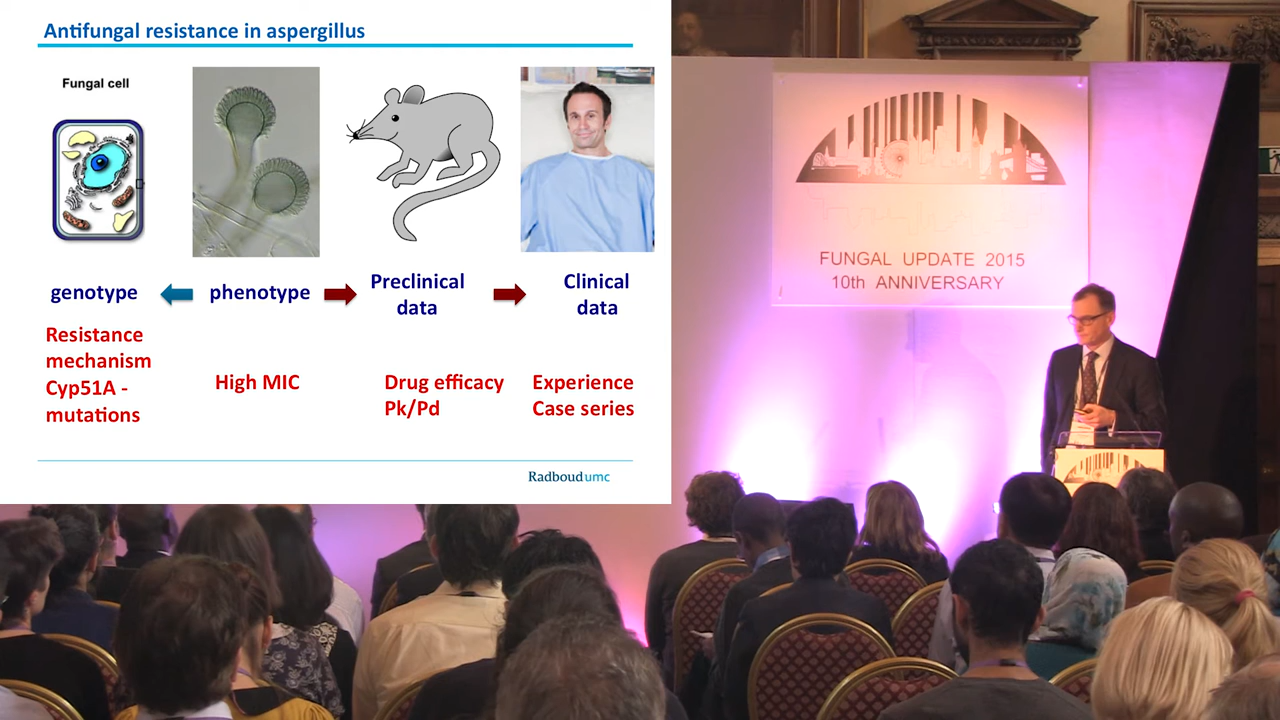 Antifungal resistance in aspergillus
Fungal cell
genotype
phenotype
Preclinical
data
Clinical
data
Resistance
mechanism
Cyp51A -
mutations
High MIC
Drug efficacy
Pk/Pd
Experience
Case series
Radboudumc
FUNGAL UPDATE 2015
10th ANNIVERSARY